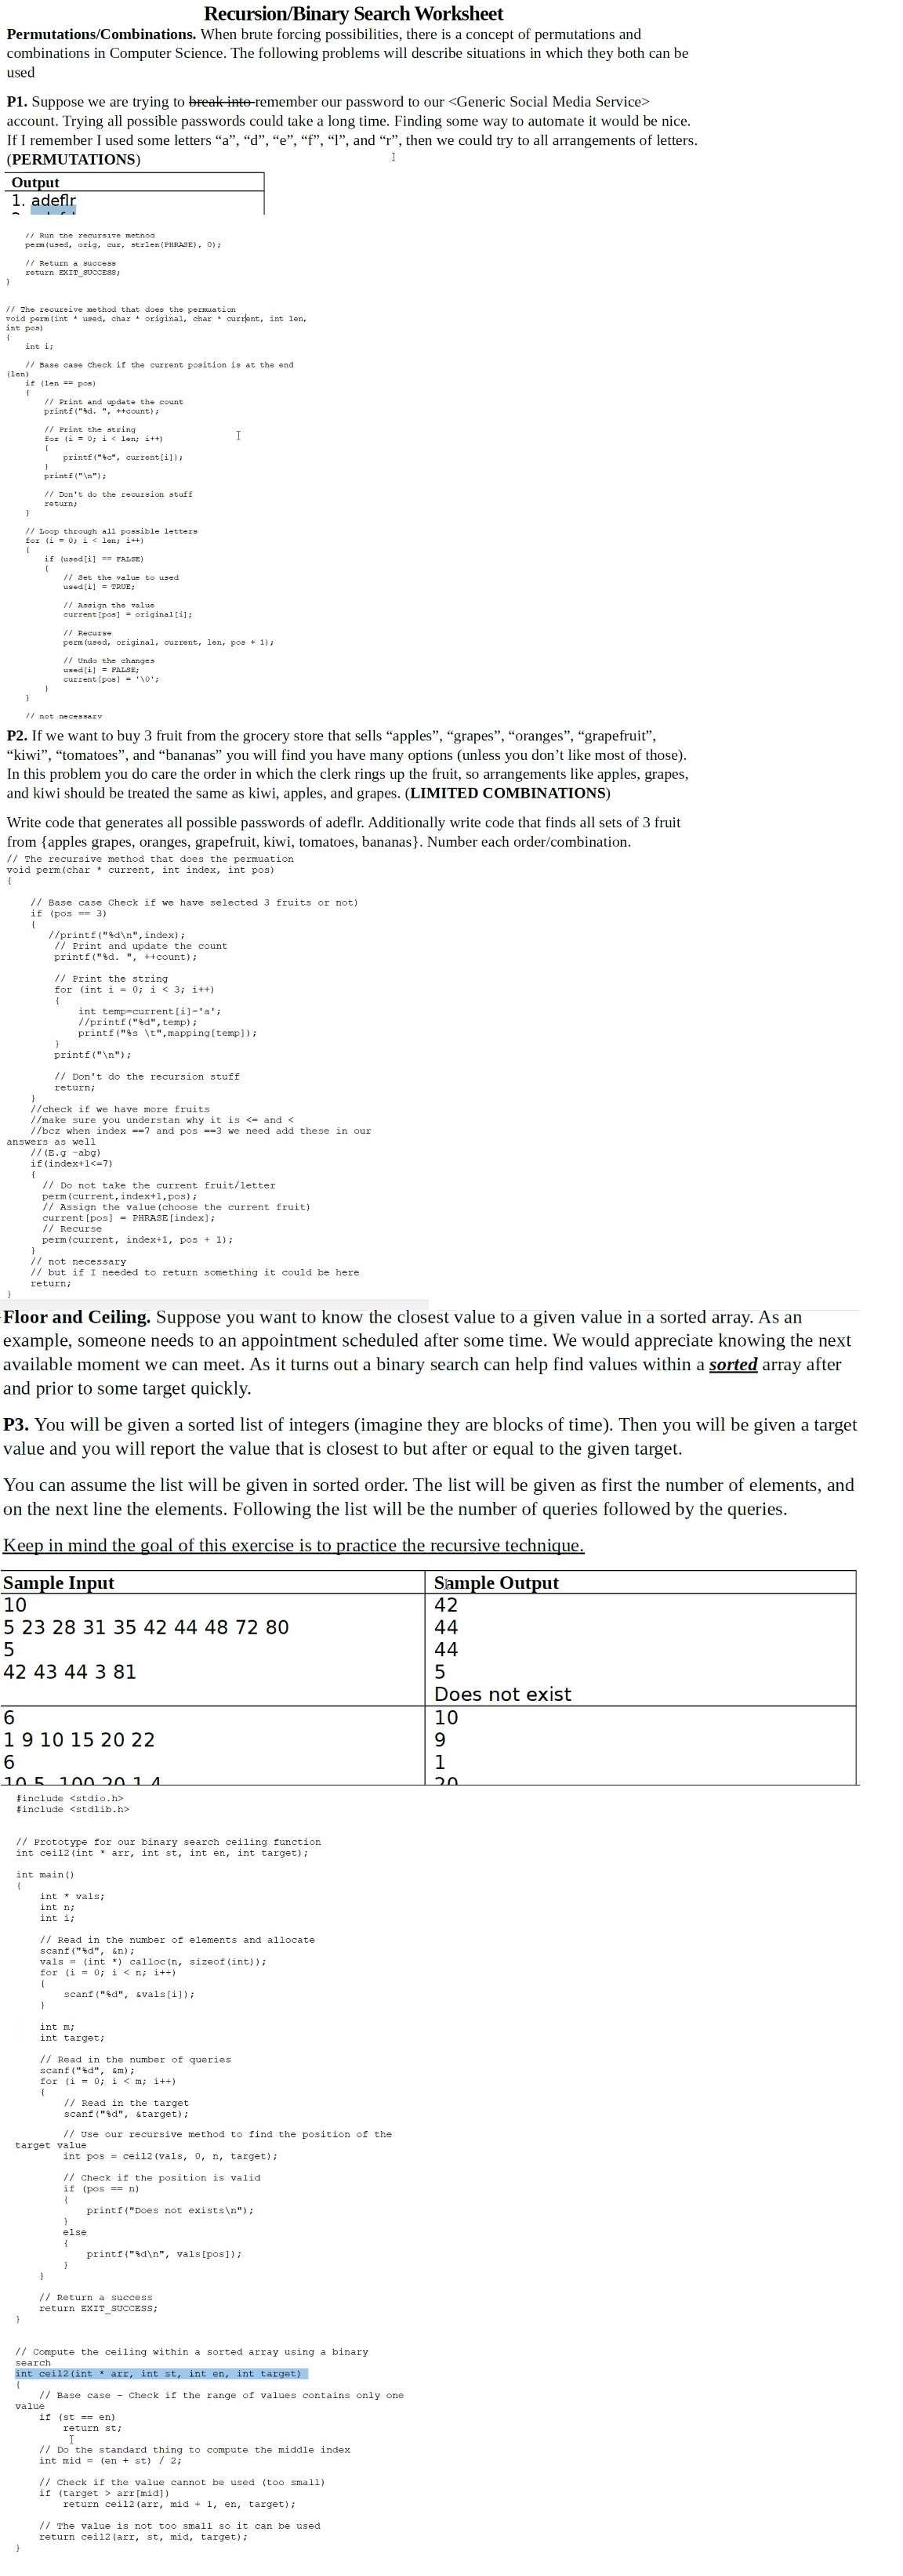 Recursion/Binary Search Worksheet
Permutations/Combinations. When brute forcing possibilities, there is a concept of permutations and
combinations in Computer Science. The following problems will describe situations in which they both can be
used
P1. Suppose we are trying to break into remember our password to our <Generic Social Media Service>
account. Trying all possible passwords could take a long time. Finding some way to automate it would be nice.
If I remember I used some letters “a”, “d”, “e”, “f”, “l”, and “r”, then we could try to all arrangements of letters.
(PERMUTATIONS)
Output
1. adeflr
// Run the recursive method
perm(used, orig, cur, strlen(PHRASE), 0);
// Return a success
return EXIT_SUCCESS;
}
// The recursive method that does the permuation
void perm(int * used, char * original, char * current, int len,
int pos)
{
int i;
// Base case Check if the current position is at the end
(len)
if (len == pos)
{
// Print and update the count
printf("%d. ", ++count);
// Print the string
for (i = 0; i < len; i++)
{
printf("%c", current[i]);
}
printf("\n");
// Don't do the recursion stuff
return;
}
// Loop through all possible letters
for (i = 0; i < len; i++)
{
if (used[i] == FALSE)
{
// Set the value to used
used[i] = TRUE;
// Assign the value
current[pos] = original[i];
// Recurse
perm(used, original, current, len, pos + 1);
// Undo the changes
used[i] = FALSE;
current[pos] = '\0';
}
}
// not necessary
P2. If we want to buy 3 fruit from the grocery store that sells “apples”, “grapes”, “oranges”, “grapefruit”,
“kiwi”, “tomatoes”, and “bananas” you will find you have many options (unless you don’t like most of those).
In this problem you do care the order in which the clerk rings up the fruit, so arrangements like apples, grapes,
and kiwi should be treated the same as kiwi, apples, and grapes. (LIMITED COMBINATIONS)
Write code that generates all possible passwords of adeflr. Additionally write code that finds all sets of 3 fruit
from {apples grapes, oranges, grapefruit, kiwi, tomatoes, bananas}. Number each order/combination.
// The recursive method that does the permuation
void perm(char * current, int index, int pos)
{
// Base case Check if we have selected 3 fruits or not)
if (pos == 3)
{
//printf("%d\n",index);
// Print and update the count
printf("%d. ", ++count);
// Print the string
for (int i = 0; i < 3; i++)
{
int temp=current[i]-'a';
//printf("%d",temp);
printf("%s \t",mapping[temp]);
}
printf("\n");
// Don't do the recursion stuff
return;
}
//check if we have more fruits
//make sure you understan why it is <= and <
//bcz when index ==7 and pos ==3 we need add these in our
answers as well
//(E.g -abg)
if(index+1<=7)
{
// Do not take the current fruit/letter
perm(current,index+1,pos);
// Assign the value(choose the current fruit)
current[pos] = PHRASE[index];
// Recurse
perm(current, index+1, pos + 1);
}
// not necessary
// but if I needed to return something it could be here
return;
}
Floor and Ceiling. Suppose you want to know the closest value to a given value in a sorted array. As an
example, someone needs to an appointment scheduled after some time. We would appreciate knowing the next
available moment we can meet. As it turns out a binary search can help find values within a sorted array after
and prior to some target quickly.
P3. You will be given a sorted list of integers (imagine they are blocks of time). Then you will be given a target
value and you will report the value that is closest to but after or equal to the given target.
You can assume the list will be given in sorted order. The list will be given as first the number of elements, and
on the next line the elements. Following the list will be the number of queries followed by the queries.
Keep in mind the goal of this exercise is to practice the recursive technique.
Sample Input
Sample Output
10
5 23 28 31 35 42 44 48 72 80
5
42 43 44 3 81
42
44
44
5
Does not exist
6
1 9 10 15 20 22
6
10 5 -100 20 1 4
10
9
1
20
#include <stdio.h>
#include <stdlib.h>
// Prototype for our binary search ceiling function
int ceil2(int * arr, int st, int en, int target);
int main()
{
int * vals;
int n;
int i;
// Read in the number of elements and allocate
scanf("%d", &n);
vals = (int *) calloc(n, sizeof(int));
for (i = 0; i < n; i++)
{
scanf("%d", &vals[i]);
}
int m;
int target;
// Read in the number of queries
scanf("%d", &m);
for (i = 0; i < m; i++)
{
// Read in the target
scanf("%d", &target);
// Use our recursive method to find the position of the
target value
int pos = ceil2(vals, 0, n, target);
// Check if the position is valid
if (pos == n)
{
printf("Does not exists\n");
}
else
{
printf("%d\n", vals[pos]);
}
}
// Return a success
return EXIT_SUCCESS;
}
// Compute the ceiling within a sorted array using a binary
search
int ceil2(int * arr, int st, int en, int target)
{
// Base case - Check if the range of values contains only one
value
if (st == en)
return st;
// Do the standard thing to compute the middle index
int mid = (en + st) / 2;
// Check if the value cannot be used (too small)
if (target > arr[mid])
return ceil2(arr, mid + 1, en, target);
// The value is not too small so it can be used
return ceil2(arr, st, mid, target);
}